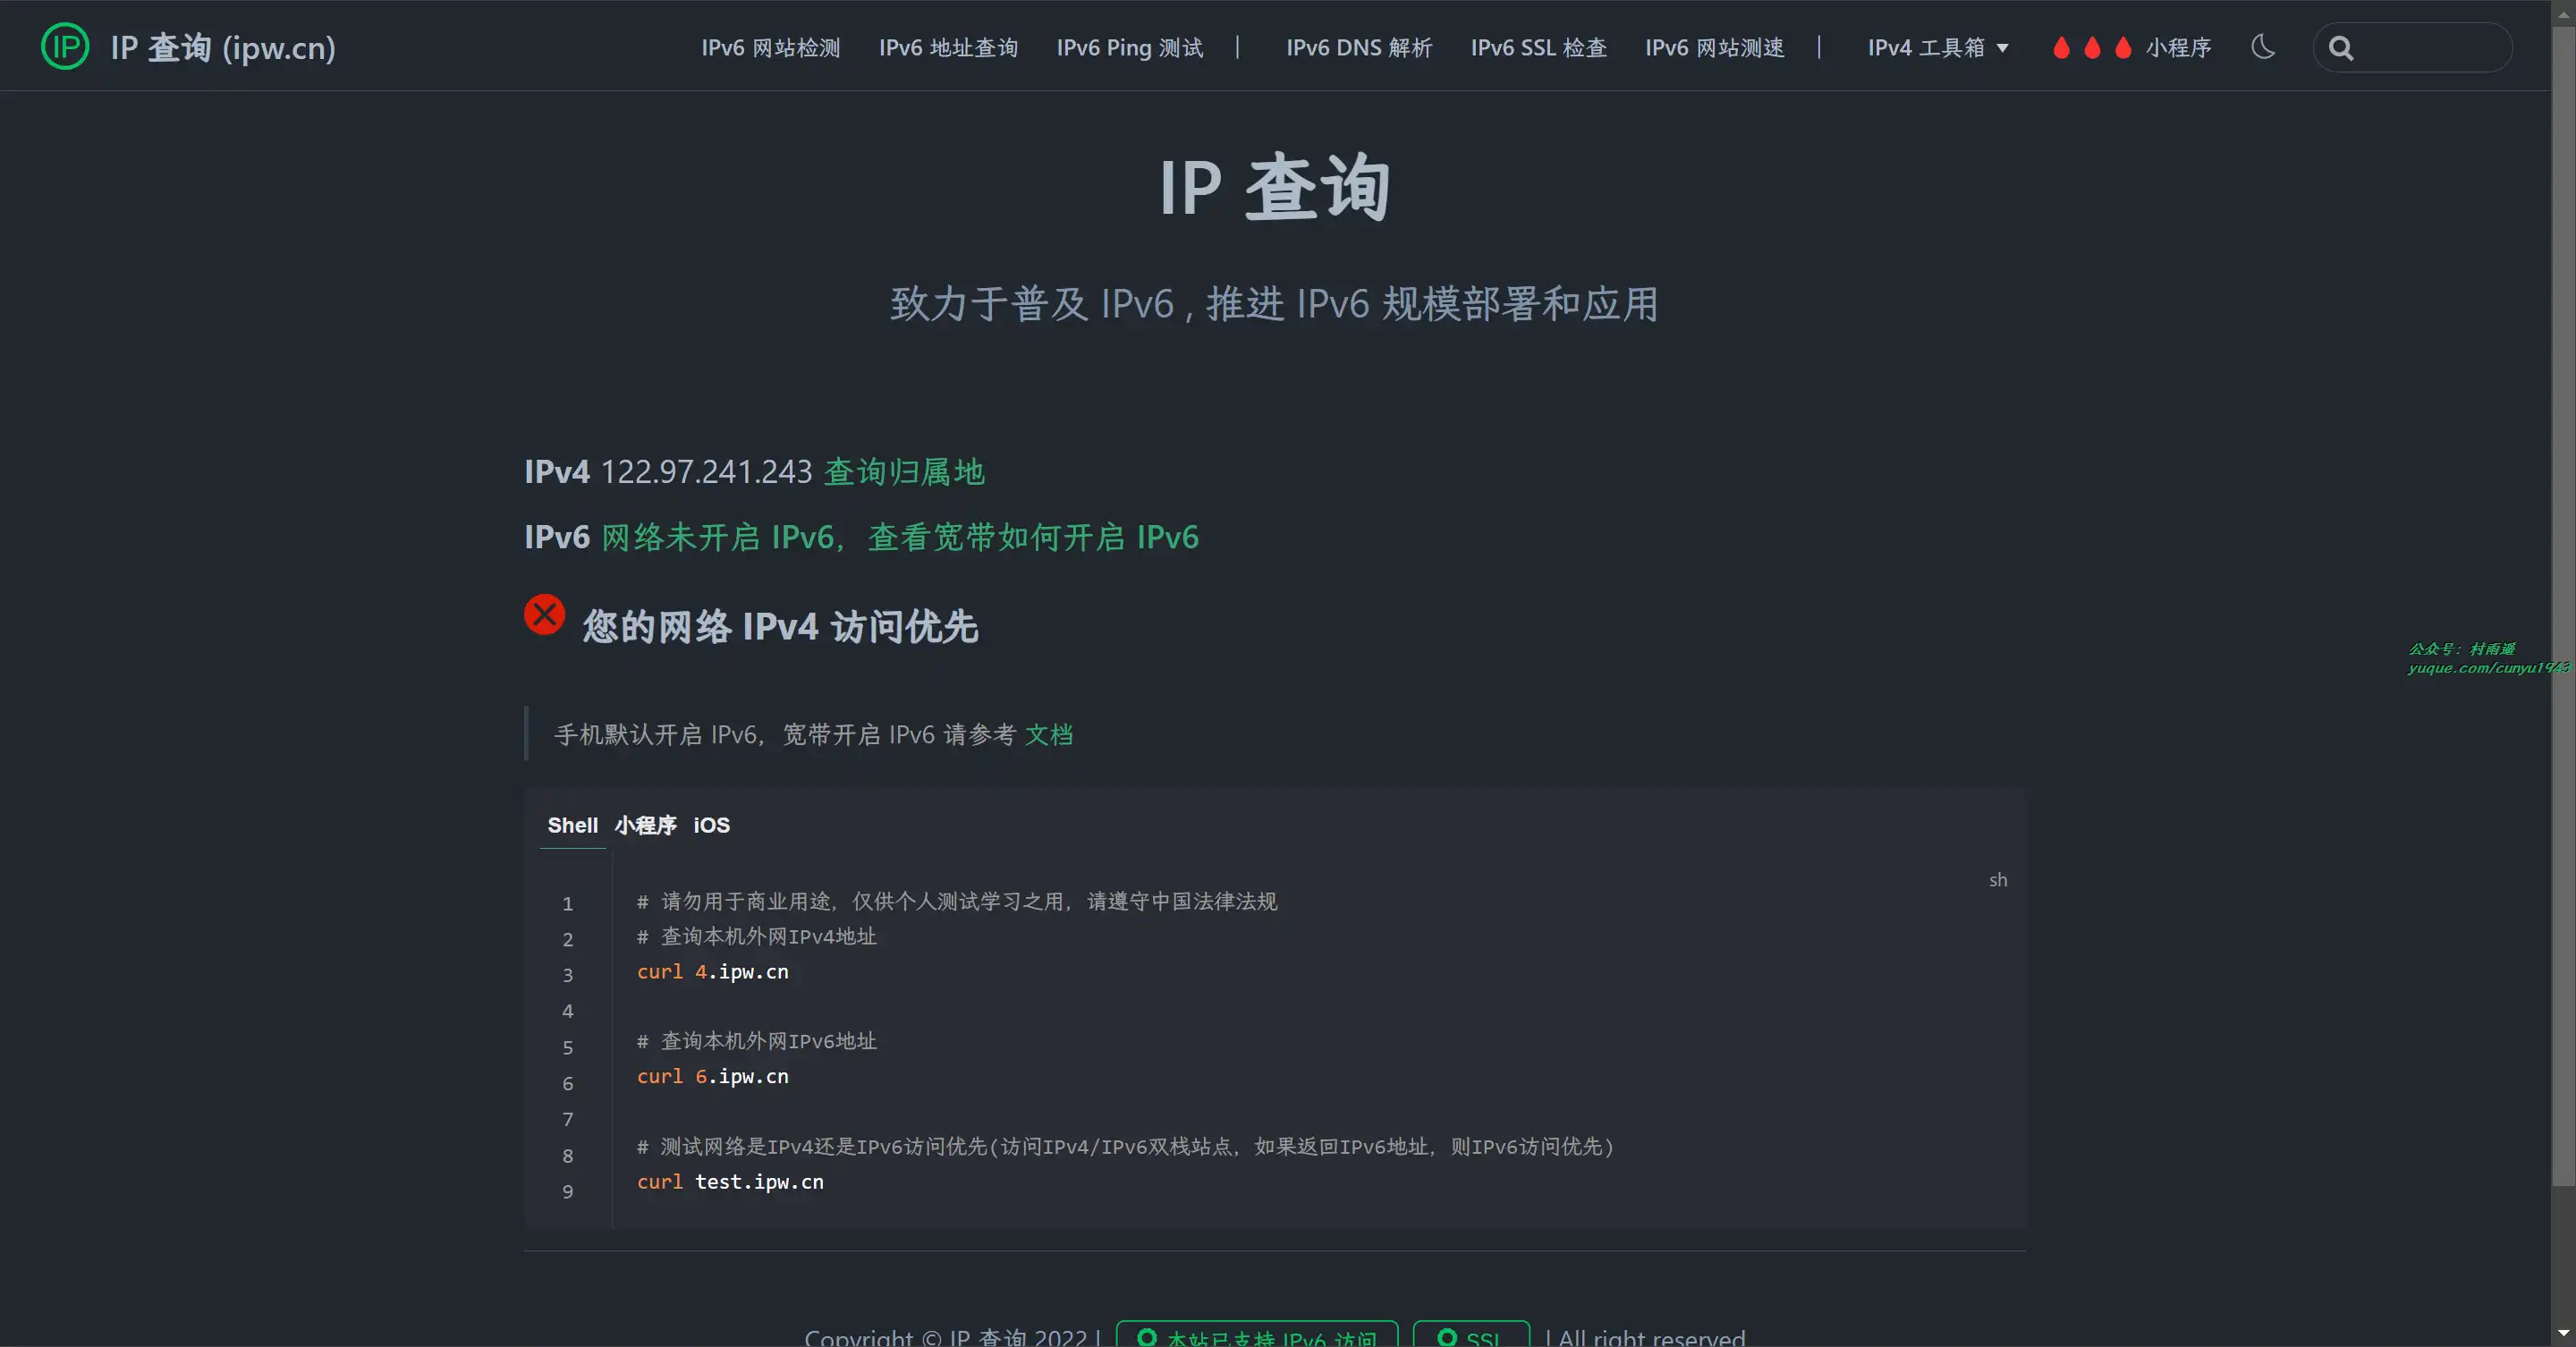 IP 查询 (ipw.cn)
IPv6 网站检测 IPv6 地址查询 IPv6 Ping 测试 | IPv6 DNS 解析 IPv6 SSL 检查 IPv6 网站测速 | IPv4 工具箱 小程序
IP 查询
致力于普及 IPv6 , 推进 IPv6 规模部署和应用
IPv4 122.97.241.243 查询归属地
IPv6 网络未开启 IPv6，查看宽带如何开启 IPv6
您的网络 IPv4 访问优先
公众号：村雨遥
yuque.com/cunyu1943
手机默认开启 IPv6，宽带开启 IPv6 请参考 文档
Shell 小程序 iOS
sh
1 # 请勿用于商业用途，仅供个人测试学习之用，请遵守中国法律法规
2 # 查询本机外网IPv4地址
3 curl 4.ipw.cn
4
5 # 查询本机外网IPv6地址
6 curl 6.ipw.cn
7
8 # 测试网络是IPv4还是IPv6访问优先(访问IPv4/IPv6双栈站点，如果返回IPv6地址，则IPv6访问优先)
9 curl test.ipw.cn
Copyright © IP 查询 2022 | 本站已支持 IPv6 访问 SSL | All right reserved